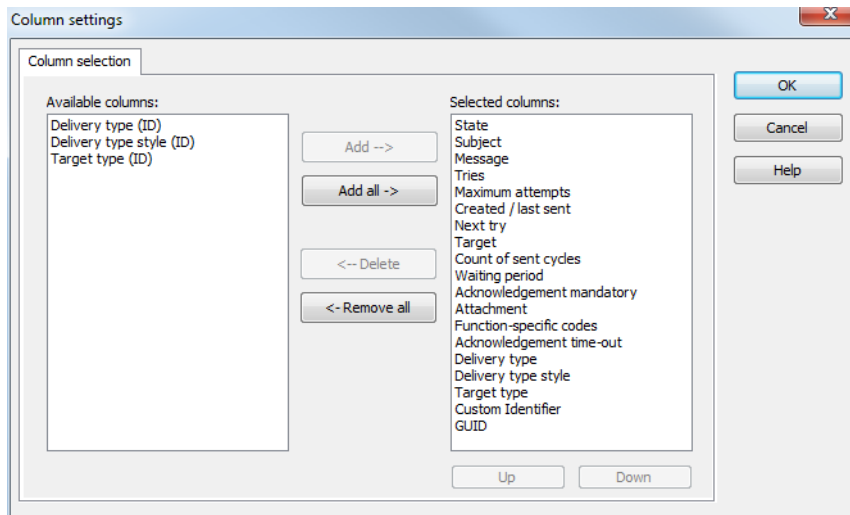 Column settings
Column selection
Available columns:
Delivery type (ID)
Delivery type style (ID)
Target type (ID)
Add -->
Add all ->
<-- Delete
<- Remove all
Selected columns:
State
Subject
Message
Tries
Maximum attempts
Created / last sent
Next try
Target
Count of sent cycles
Waiting period
Acknowledgement mandatory
Attachment
Function-specific codes
Acknowledgement time-out
Delivery type
Delivery type style
Target type
Custom Identifier
GUID
Up
Down
OK
Cancel
Help